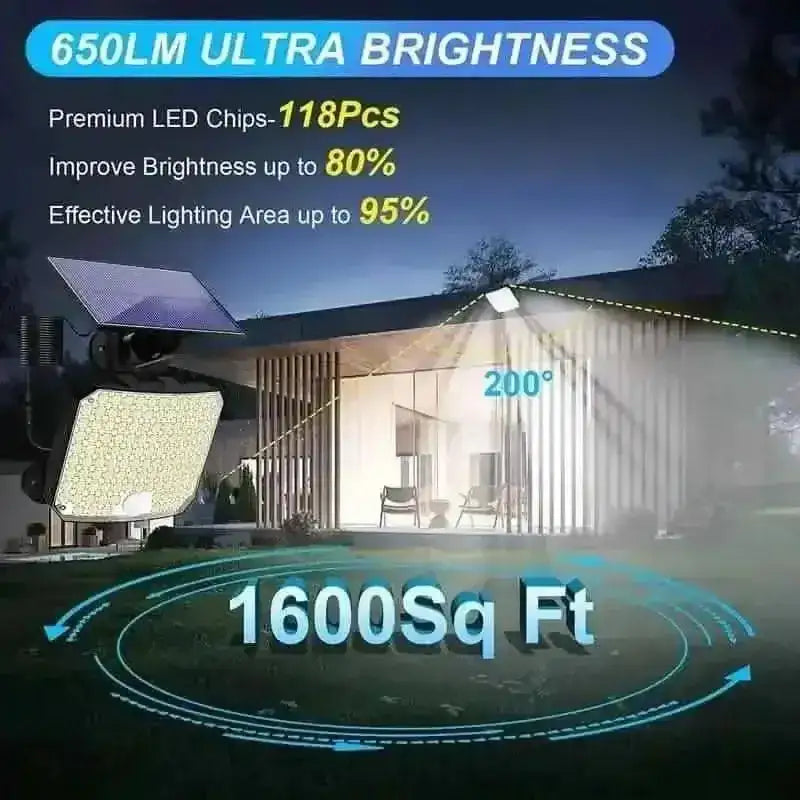 650LM ULTRA BRIGHTNESS
Premium LED Chips-118Pcs
Improve Brightness up to 80%
Effective Lighting Area up to 95%
200°
1600Sq Ft